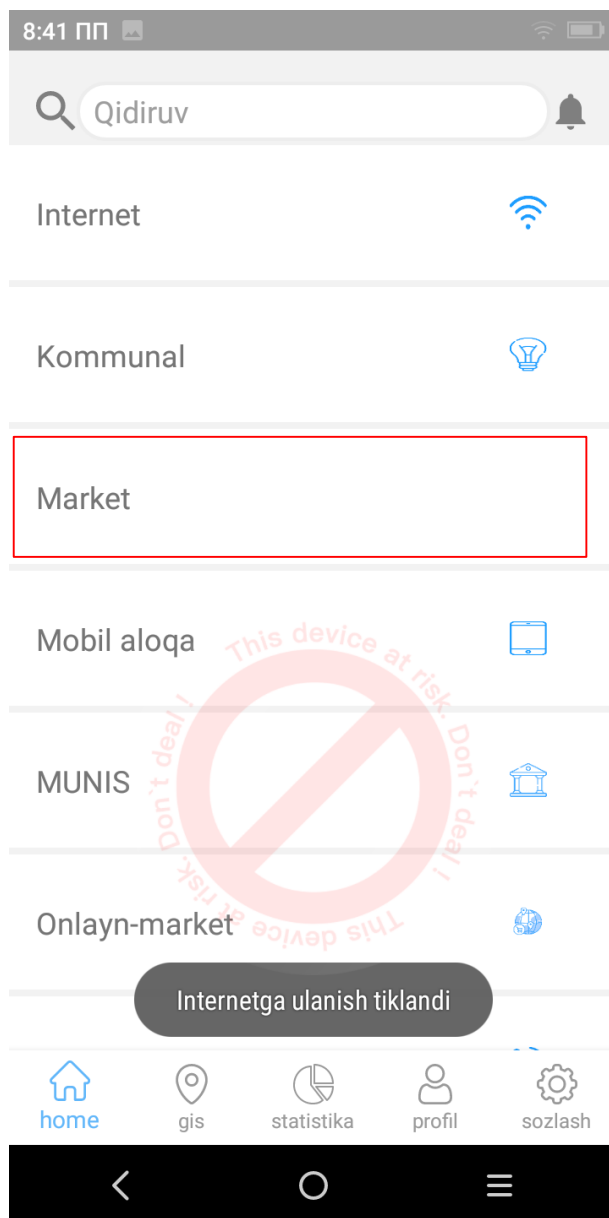 8:41 ПП
Qidiruv
Internet
Kommunal
Market
Mobil aloqa
This device at risk. Don`t deal !
MUNIS
This device at risk. Don`t deal !
Onlayn-market
Internetga ulanish tiklandi
home gis statistika profil sozlash